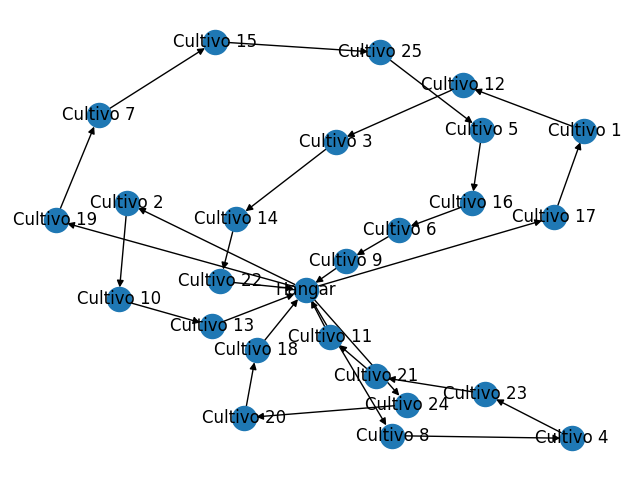 Cultivo 15
Cultivo 25
Cultivo 12
Cultivo 7
Cultivo 5
Cultivo 1
Cultivo 3
Cultivo 2
Cultivo 16
Cultivo 19
Cultivo 14
Cultivo 17
Cultivo 6
Cultivo 9
Cultivo 22
Hangar
Cultivo 10
Cultivo 13
Cultivo 11
Cultivo 18
Cultivo 21
Cultivo 23
Cultivo 24
Cultivo 20
Cultivo 8
Cultivo 4